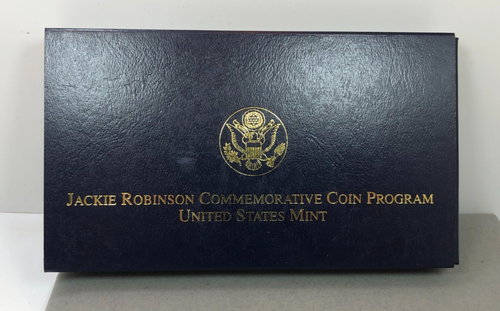 JACKIE ROBINSON COMMEMORATIVE COIN PROGRAM
UNITED STATES MINT